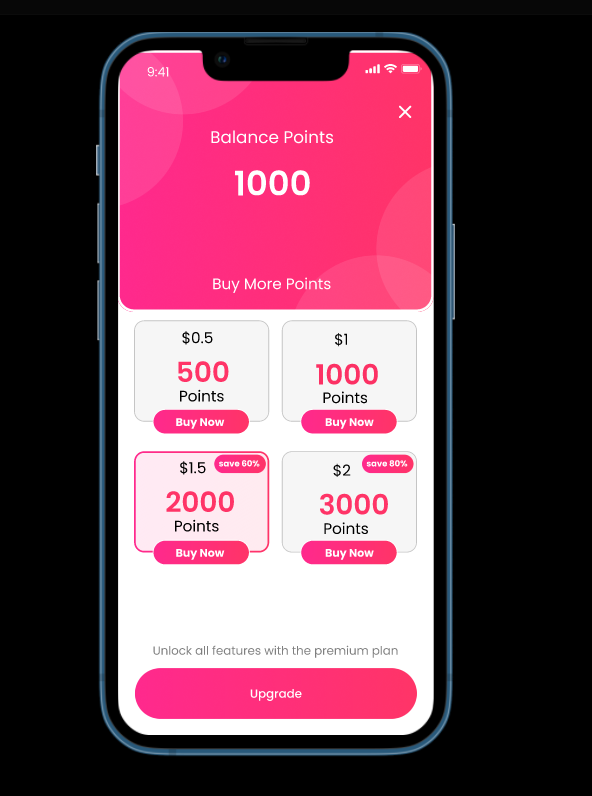 9:41
Balance Points
1000
Buy More Points
$0.5
500
Points
Buy Now
$1
1000
Points
Buy Now
$1.5
save 60%
2000
Points
Buy Now
$2
save 80%
3000
Points
Buy Now
Unlock all features with the premium plan
Upgrade